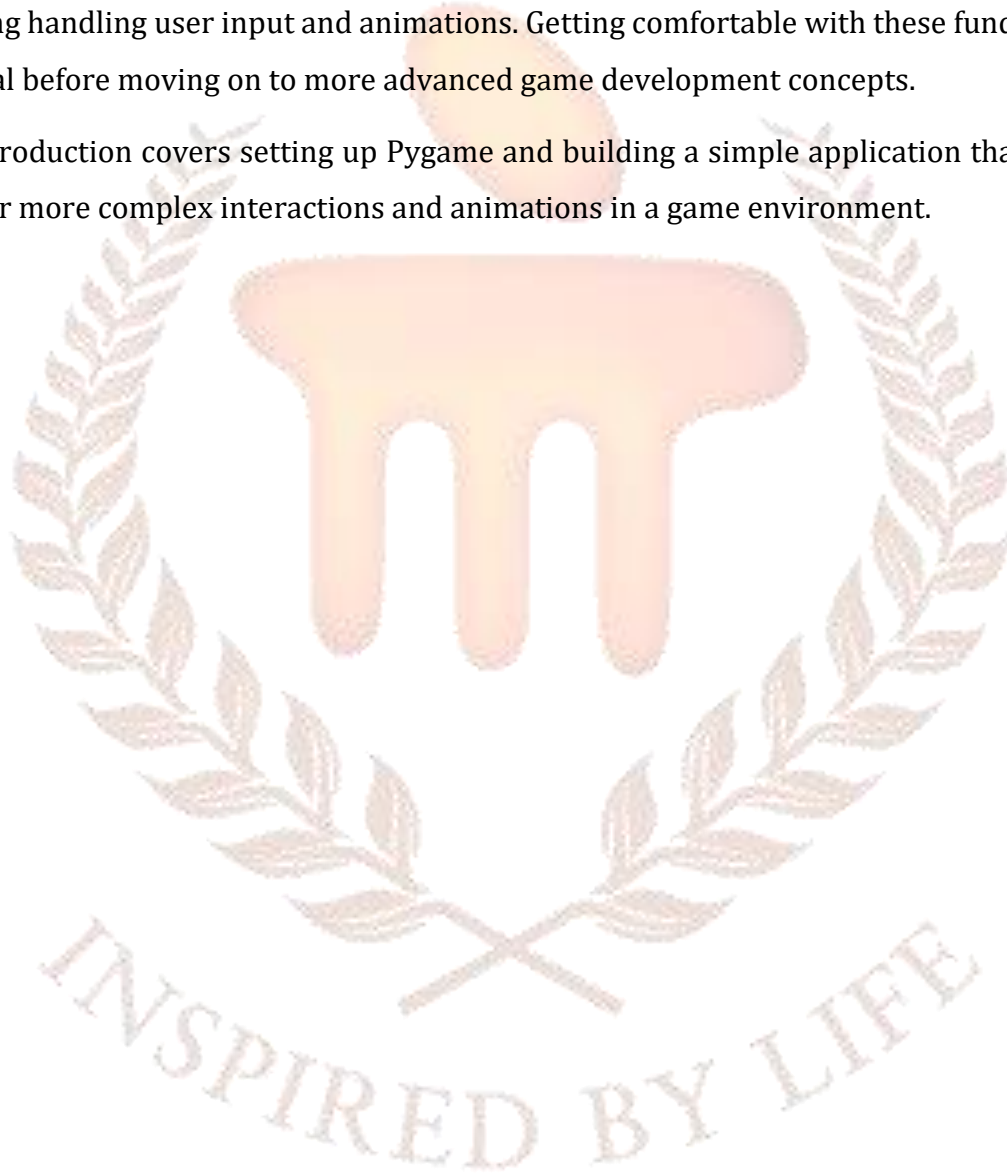 ng handling user input and animations. Getting comfortable with these func
al before moving on to more advanced game development concepts.
roduction covers setting up Pygame and building a simple application tha
r more complex interactions and animations in a game environment.
INSPIRED BY LIFE